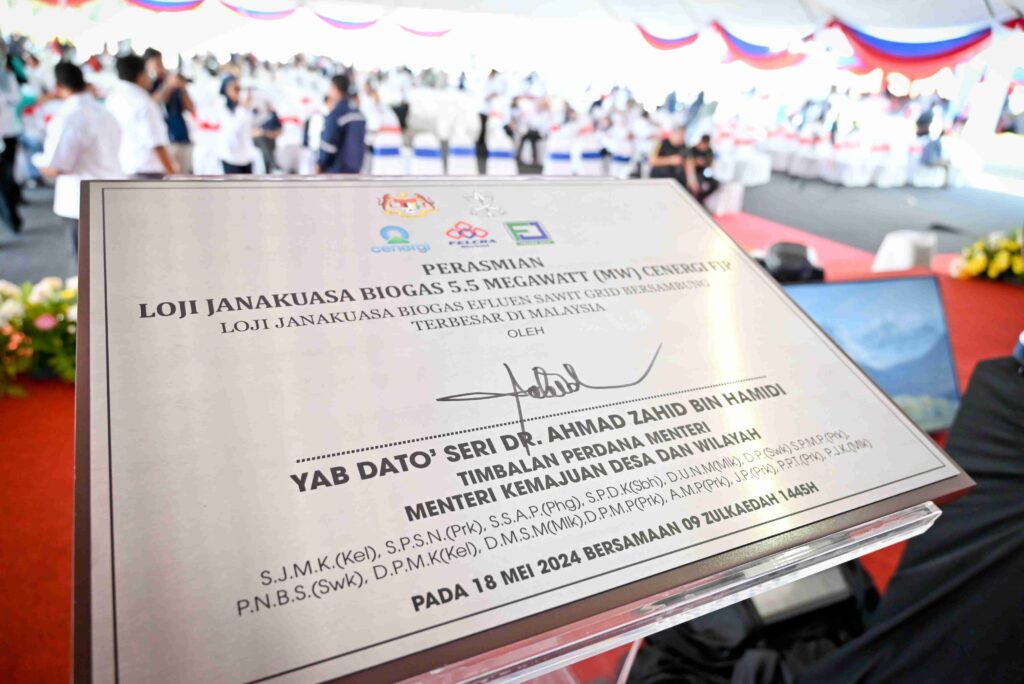 cenergi
FELCRA
PERASMIAN
LOJI JANAKUASA BIOGAS 5.5 MEGAWATT (MW) CENERGI FJP
LOJI JANAKUASA BIOGAS EFLUEN SAWIT GRID BERSAMBUNG
TERBESAR DI MALAYSIA
OLEH
YAB DATO' SERI DR. AHMAD ZAHID BIN HAMIDI
TIMBALAN PERDANA MENTERI
MENTERI KEMAJUAN DESA DAN WILAYAH
S.J.M.K.(Kel), S.P.S.N.(Prk), S.S.A.P.(Phg), S.P.D.K(Sbh), D.U.N.M(Mlk), D.P.(Swk) S.P.M.P.(Prk),
P.N.B.S.(Swk), D.P.M.K(Kel), D.M.S.M(Mlk),D.P.M.P(Prk), A.M.P(Prk), J.P.(Prk), P.P.T.(Prk), P.J.K.(Mlk)
PADA 18 MEI 2024 BERSAMAAN 09 ZULKAEDAH 1445H